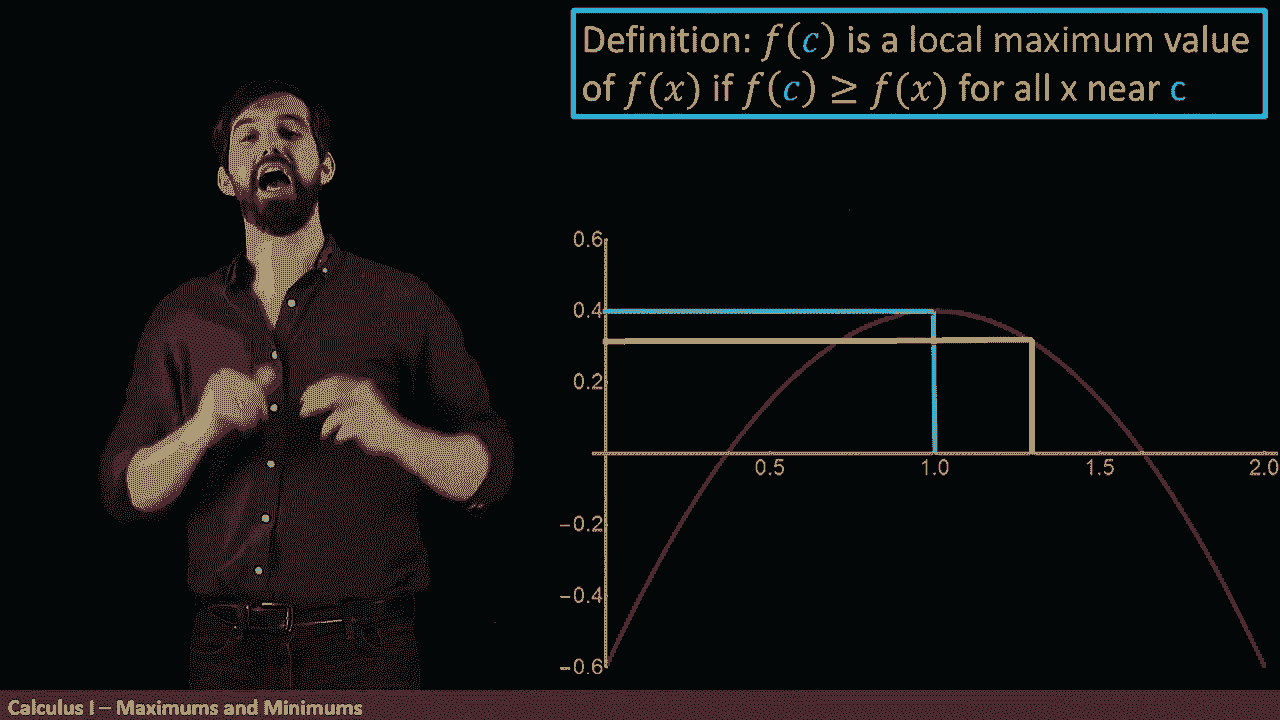 Definition: f(c) is a local maximum value
of f(x) if f(c) ≥ f(x) for all x near c
0.6
0.4
0.2
0.5 1.0 1.5 2.0
−0.2
−0.4
−0.6
Calculus I – Maximums and Minimums